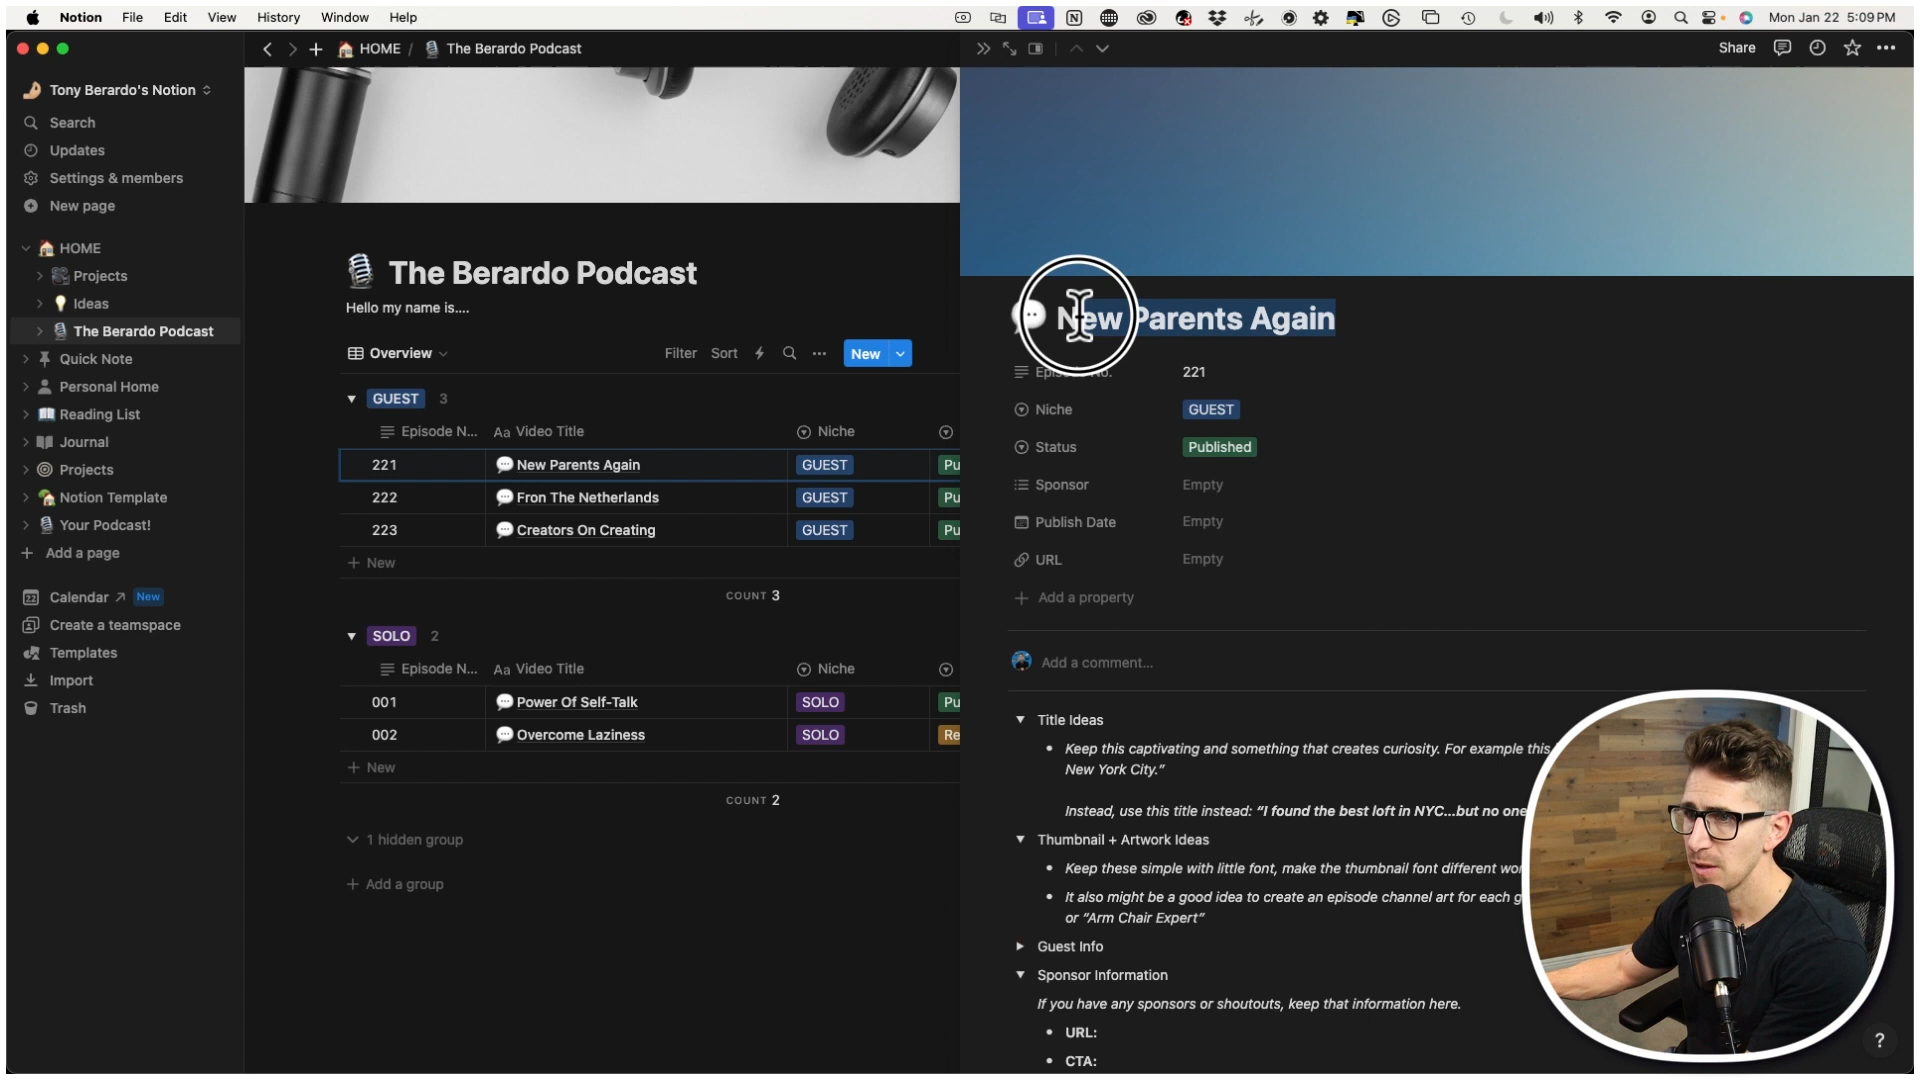 Notion File Edit View History Window Help Mon Jan 22 5:09 PM
HOME / The Berardo Podcast
Share
Tony Berardo's Notion
Search
Updates
Settings & members
New page
HOME
Projects
Ideas
The Berardo Podcast
Quick Note
Personal Home
Reading List
Journal
Projects
Notion Template
Your Podcast!
Add a page
Calendar ↗ New
Create a teamspace
Templates
Import
Trash
The Berardo Podcast
Hello my name is....
Overview Filter Sort New
GUEST 3
Episode N... Aa Video Title Niche
221 New Parents Again GUEST Pu
222 Fron The Netherlands GUEST Pu
223 Creators On Creating GUEST Pu
+ New
COUNT 3
SOLO 2
Episode N... Aa Video Title Niche
001 Power Of Self-Talk SOLO Pu
002 Overcome Laziness SOLO Re
+ New
COUNT 2
1 hidden group
+ Add a group
New Parents Again
Episode No. 221
Niche GUEST
Status Published
Sponsor Empty
Publish Date Empty
URL Empty
+ Add a property
Add a comment...
Title Ideas
• Keep this captivating and something that creates curiosity. For example this
New York City.”
Instead, use this title instead: “I found the best loft in NYC...but no one
Thumbnail + Artwork Ideas
• Keep these simple with little font, make the thumbnail font different wor
• It also might be a good idea to create an episode channel art for each g
or “Arm Chair Expert”
Guest Info
Sponsor Information
If you have any sponsors or shoutouts, keep that information here.
• URL:
• CTA:
?